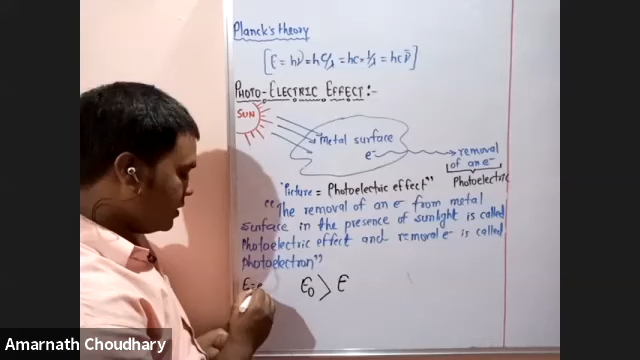 Planck's theory
[E = hν = hc/λ = hc × 1/λ = hc ν̄]
PHOTO-ELECTRIC EFFECT:-
SUN
Metal surface
e⁻
removal
of an e⁻
Photoelectric
"Picture = Photoelectric effect"
"The removal of an e⁻ from metal
surface in the presence of sunlight is called
Photoelectric effect and removal e⁻ is called
photoelectron"
E=
E₀ > E
Amarnath Choudhary